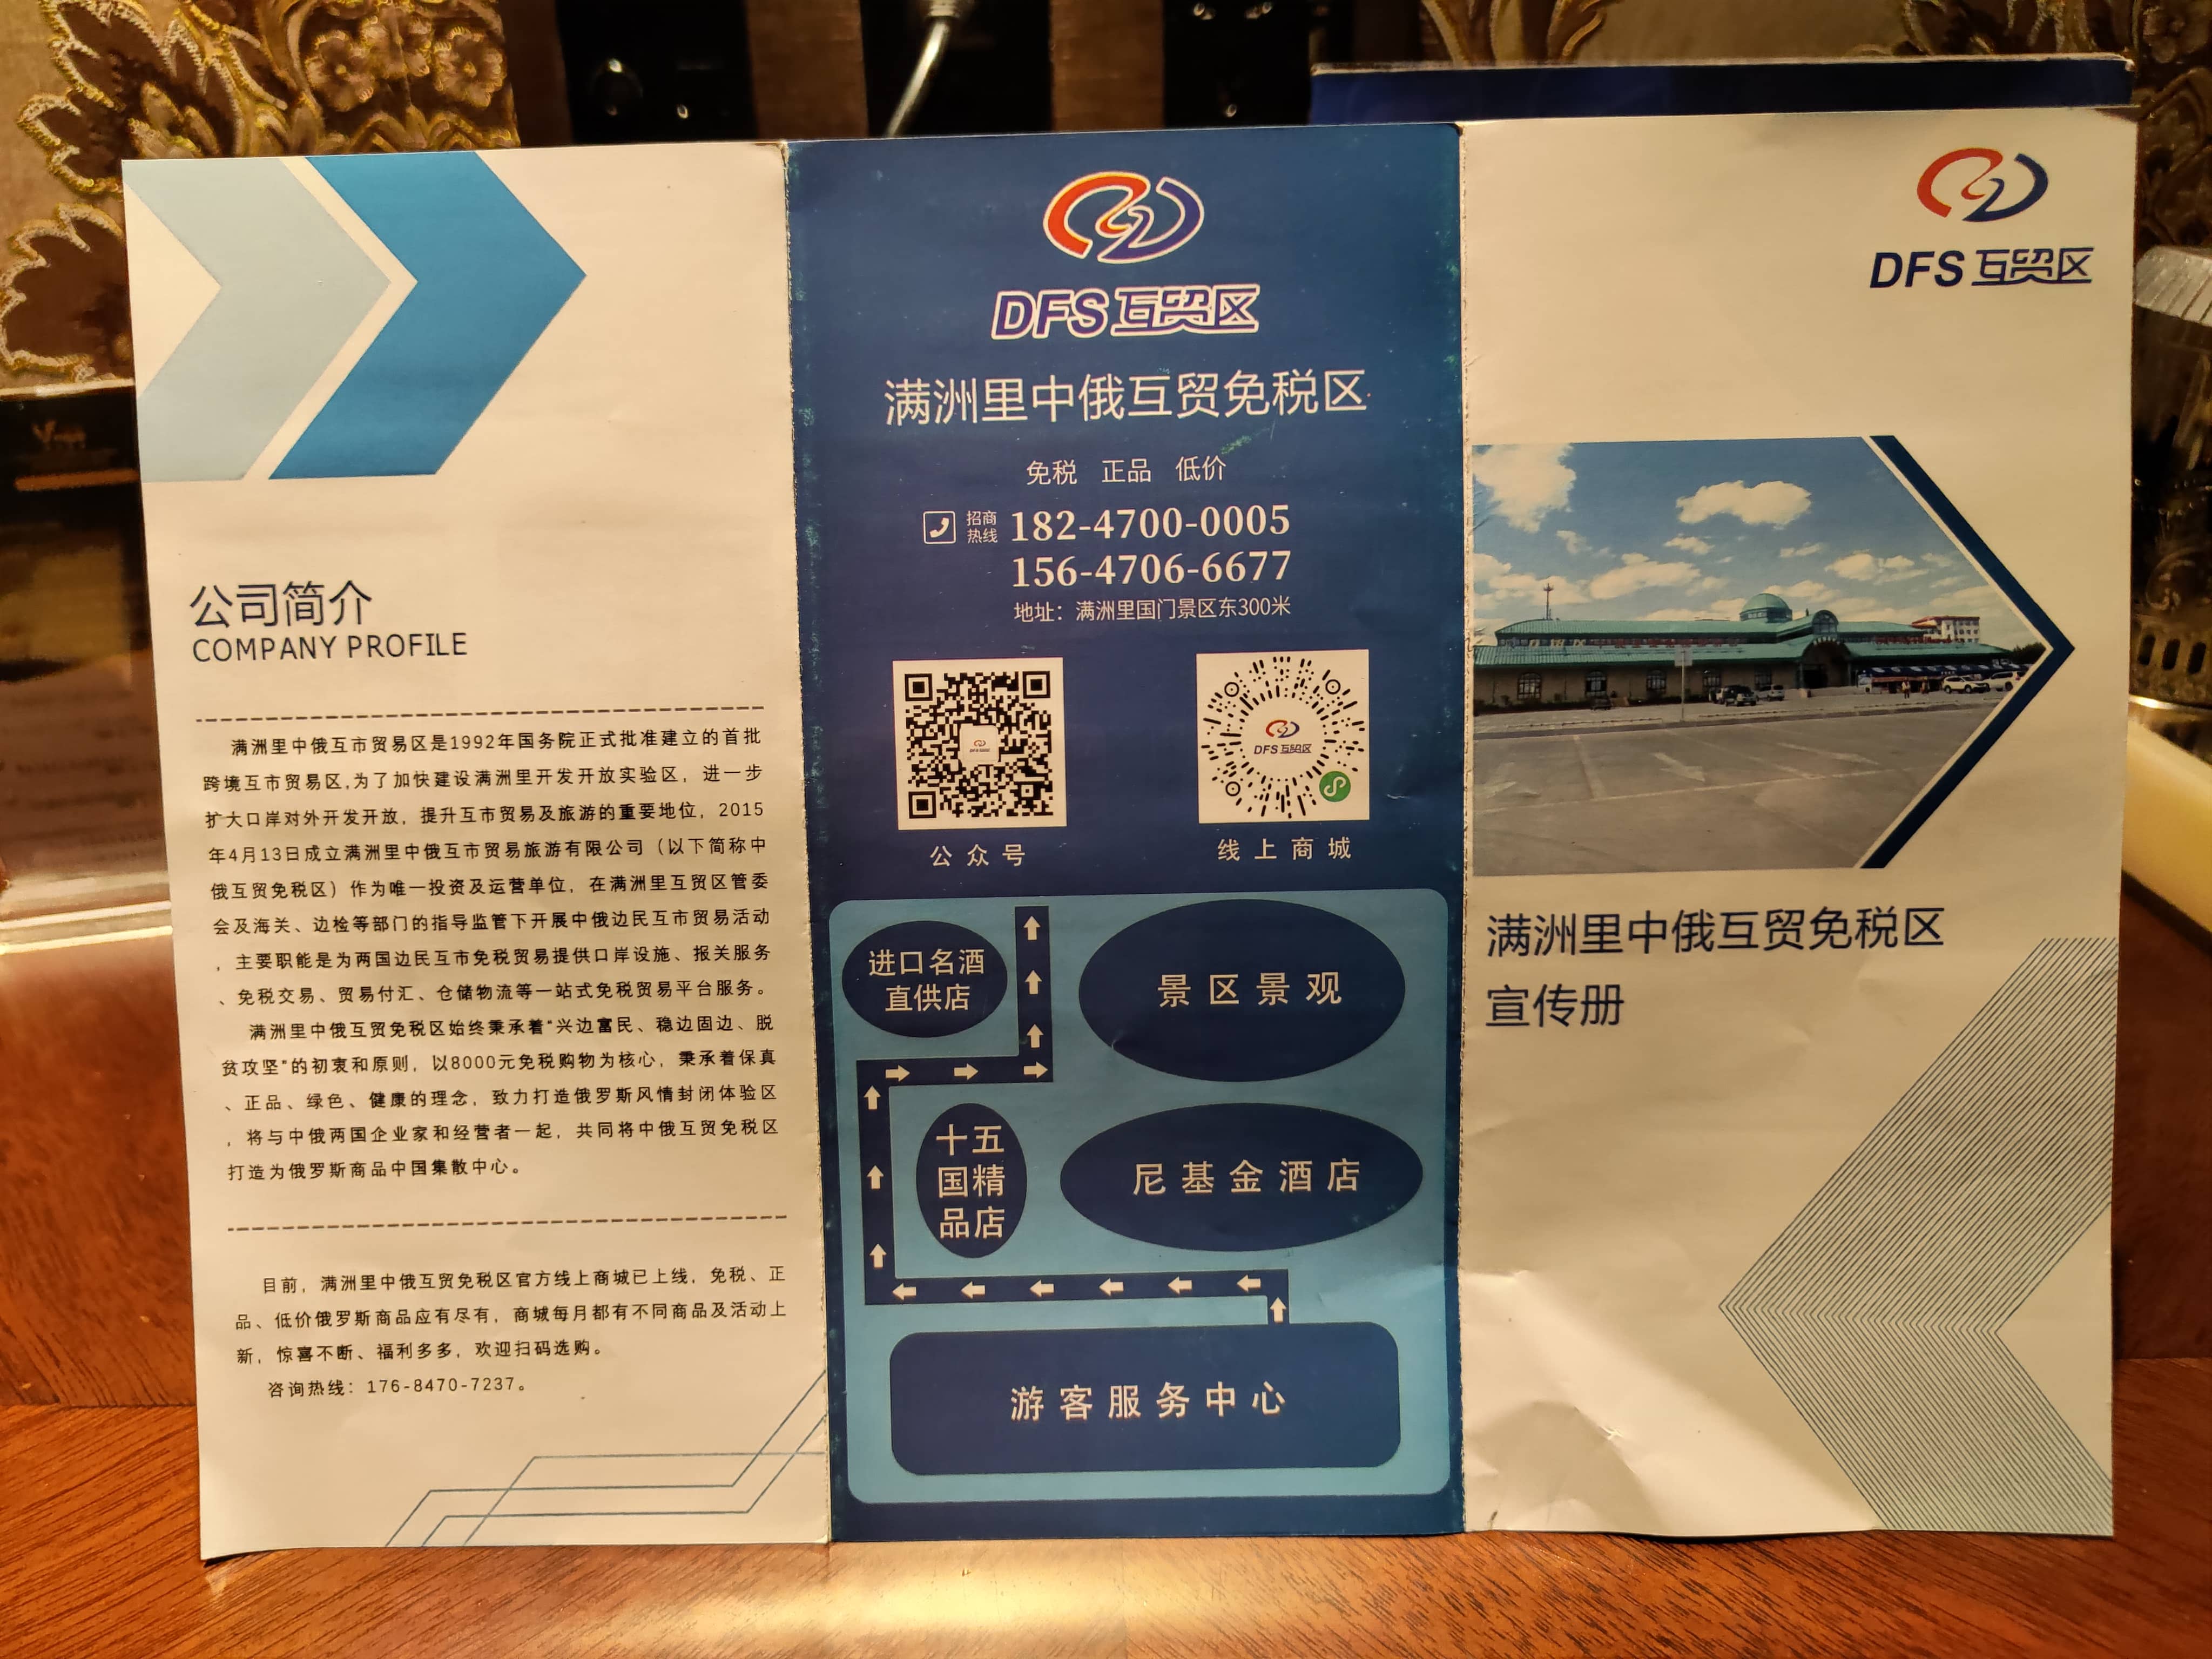 公司简介
COMPANY PROFILE
满洲里中俄互市贸易区是1992年国务院正式批准建立的首批
跨境互市贸易区,为了加快建设满洲里开发开放实验区，进一步
扩大口岸对外开发开放，提升互市贸易及旅游的重要地位，2015
年4月13日成立满洲里中俄互市贸易旅游有限公司（以下简称中
俄互贸免税区）作为唯一投资及运营单位，在满洲里互贸区管委
会及海关、边检等部门的指导监管下开展中俄边民互市贸易活动
，主要职能是为两国边民互市免税贸易提供口岸设施、报关服务
、免税交易、贸易付汇、仓储物流等一站式免税贸易平台服务。
满洲里中俄互贸免税区始终秉承着"兴边富民、稳边固边、脱
贫攻坚"的初衷和原则，以8000元免税购物为核心，秉承着保真
、正品、绿色、健康的理念，致力打造俄罗斯风情封闭体验区
，将与中俄两国企业家和经营者一起，共同将中俄互贸免税区
打造为俄罗斯商品中国集散中心。
目前，满洲里中俄互贸免税区官方线上商城已上线，免税、正
品、低价俄罗斯商品应有尽有，商城每月都有不同商品及活动上
新，惊喜不断、福利多多，欢迎扫码选购。
咨询热线：176-8470-7237。
DFS 互贸区
满洲里中俄互贸免税区
免税 正品 低价
招商
热线
182-4700-0005
156-4706-6677
地址：满洲里国门景区东300米
DFS 互贸区
公众号
线上商城
进口名酒
直供店
景区景观
十五
国精
品店
尼基金酒店
游客服务中心
DFS 互贸区
满洲里中俄互贸免税区
宣传册